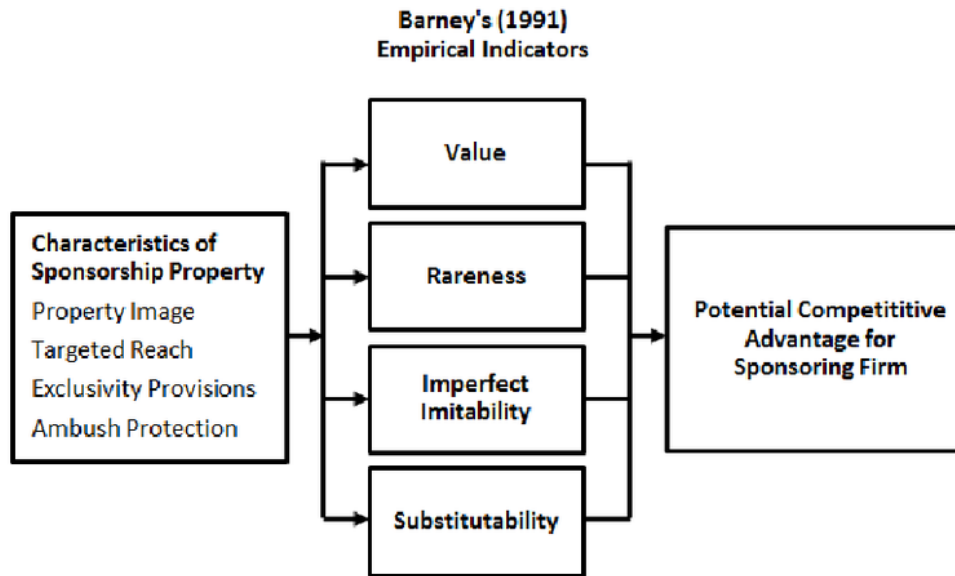 Barney's (1991)
Empirical Indicators
Value
Characteristics of
Sponsorship Property
Property Image
Targeted Reach
Exclusivity Provisions
Ambush Protection
Rareness
Imperfect
Imitability
Substitutability
Potential Competititive
Advantage for
Sponsoring Firm